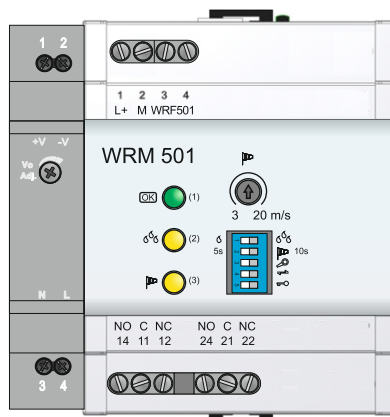 1 2
1 2 3 4
L+ M WRF501
+V -V
Vo
Adj.
WRM 501
OK (1)
3 20 m/s
(2)
5s 10s
(3)
N L
NO C NC NO C NC
14 11 12 24 21 22
3 4